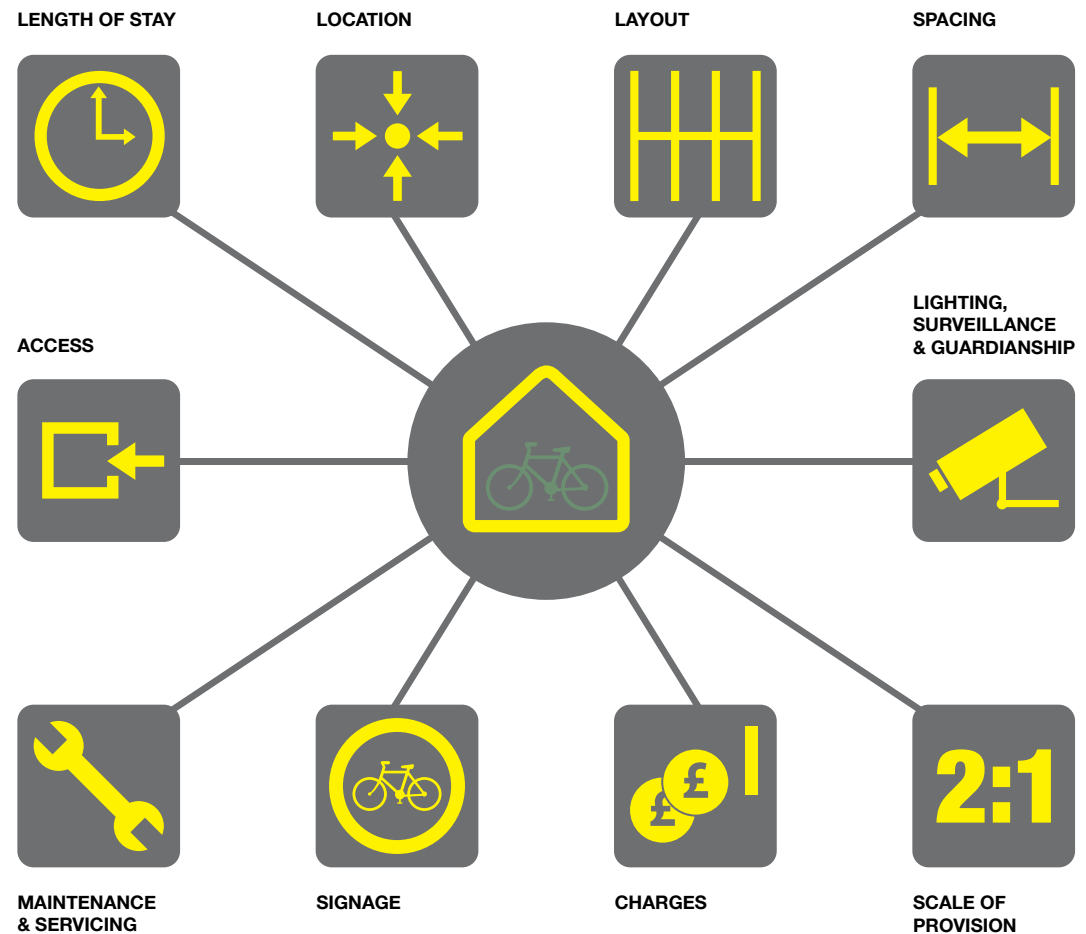 LENGTH OF STAY
LOCATION
LAYOUT
SPACING
ACCESS
LIGHTING,
SURVEILLANCE
& GUARDIANSHIP
£
£
2:1
MAINTENANCE
& SERVICING
SIGNAGE
CHARGES
SCALE OF
PROVISION